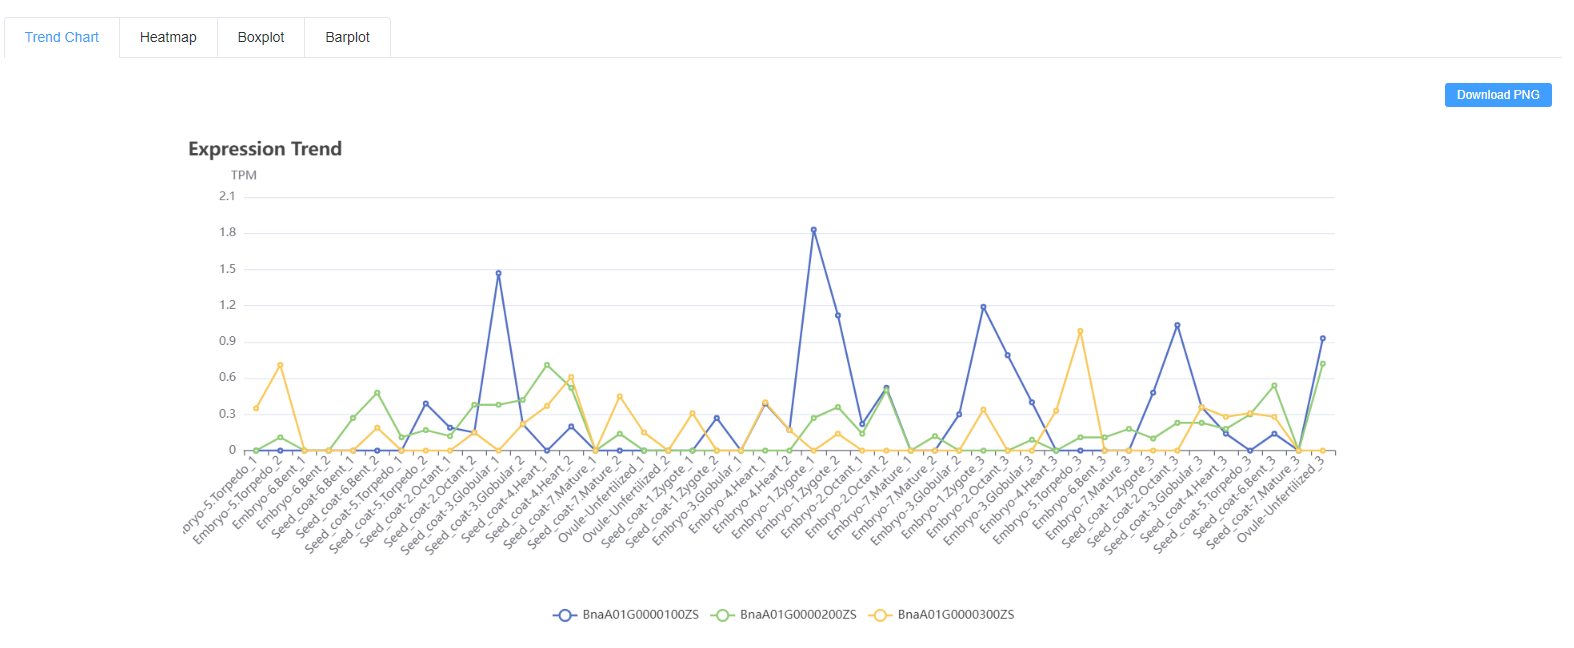 Trend Chart
Heatmap
Boxplot
Barplot
Download PNG
Expression Trend
TPM
2.1
1.8
1.5
1.2
0.9
0.6
0.3
0
bryo-5.Torpedo_1
Embryo-5.Torpedo_2
Embryo-6.Bent_1
Embryo-6.Bent_2
Seed_coat-6.Bent_1
Seed_coat-6.Bent_2
Seed_coat-5.Torpedo_1
Seed_coat-5.Torpedo_2
Seed_coat-2.Octant_1
Seed_coat-2.Octant_2
Seed_coat-3.Globular_1
Seed_coat-3.Globular_2
Seed_coat-4.Heart_1
Seed_coat-4.Heart_2
Seed_coat-7.Mature_1
Seed_coat-7.Mature_2
Ovule-Unfertilized_1
Ovule-Unfertilized_2
Seed_coat-1.Zygote_1
Seed_coat-1.Zygote_2
Embryo-3.Globular_1
Embryo-4.Heart_1
Embryo-4.Heart_2
Embryo-1.Zygote_1
Embryo-1.Zygote_2
Embryo-2.Octant_1
Embryo-2.Octant_2
Embryo-7.Mature_1
Embryo-7.Mature_2
Embryo-3.Globular_2
Embryo-1.Zygote_3
Embryo-2.Octant_3
Embryo-3.Globular_3
Embryo-4.Heart_3
Embryo-5.Torpedo_3
Embryo-6.Bent_3
Embryo-7.Mature_3
Seed_coat-1.Zygote_3
Seed_coat-2.Octant_3
Seed_coat-3.Globular_3
Seed_coat-4.Heart_3
Seed_coat-5.Torpedo_3
Seed_coat-6.Bent_3
Seed_coat-7.Mature_3
Ovule-Unfertilized_3
BnaA01G0000100ZS
BnaA01G0000200ZS
BnaA01G0000300ZS